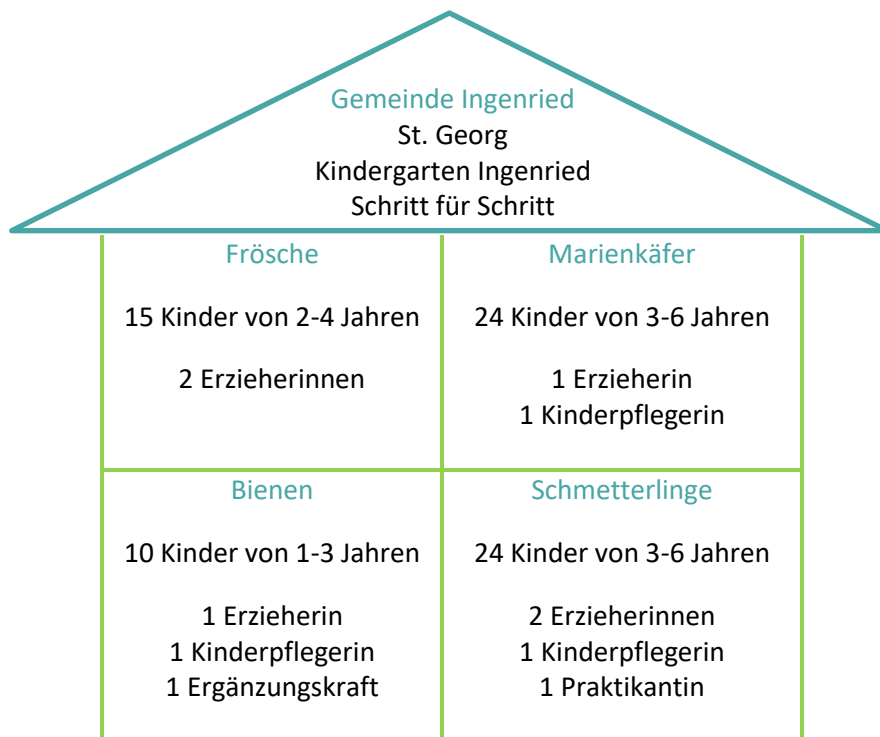 Gemeinde Ingenried
St. Georg
Kindergarten Ingenried
Schritt für Schritt
Frösche
15 Kinder von 2-4 Jahren
2 Erzieherinnen
Marienkäfer
24 Kinder von 3-6 Jahren
1 Erzieherin
1 Kinderpflegerin
Bienen
10 Kinder von 1-3 Jahren
1 Erzieherin
1 Kinderpflegerin
1 Ergänzungskraft
Schmetterlinge
24 Kinder von 3-6 Jahren
2 Erzieherinnen
1 Kinderpflegerin
1 Praktikantin